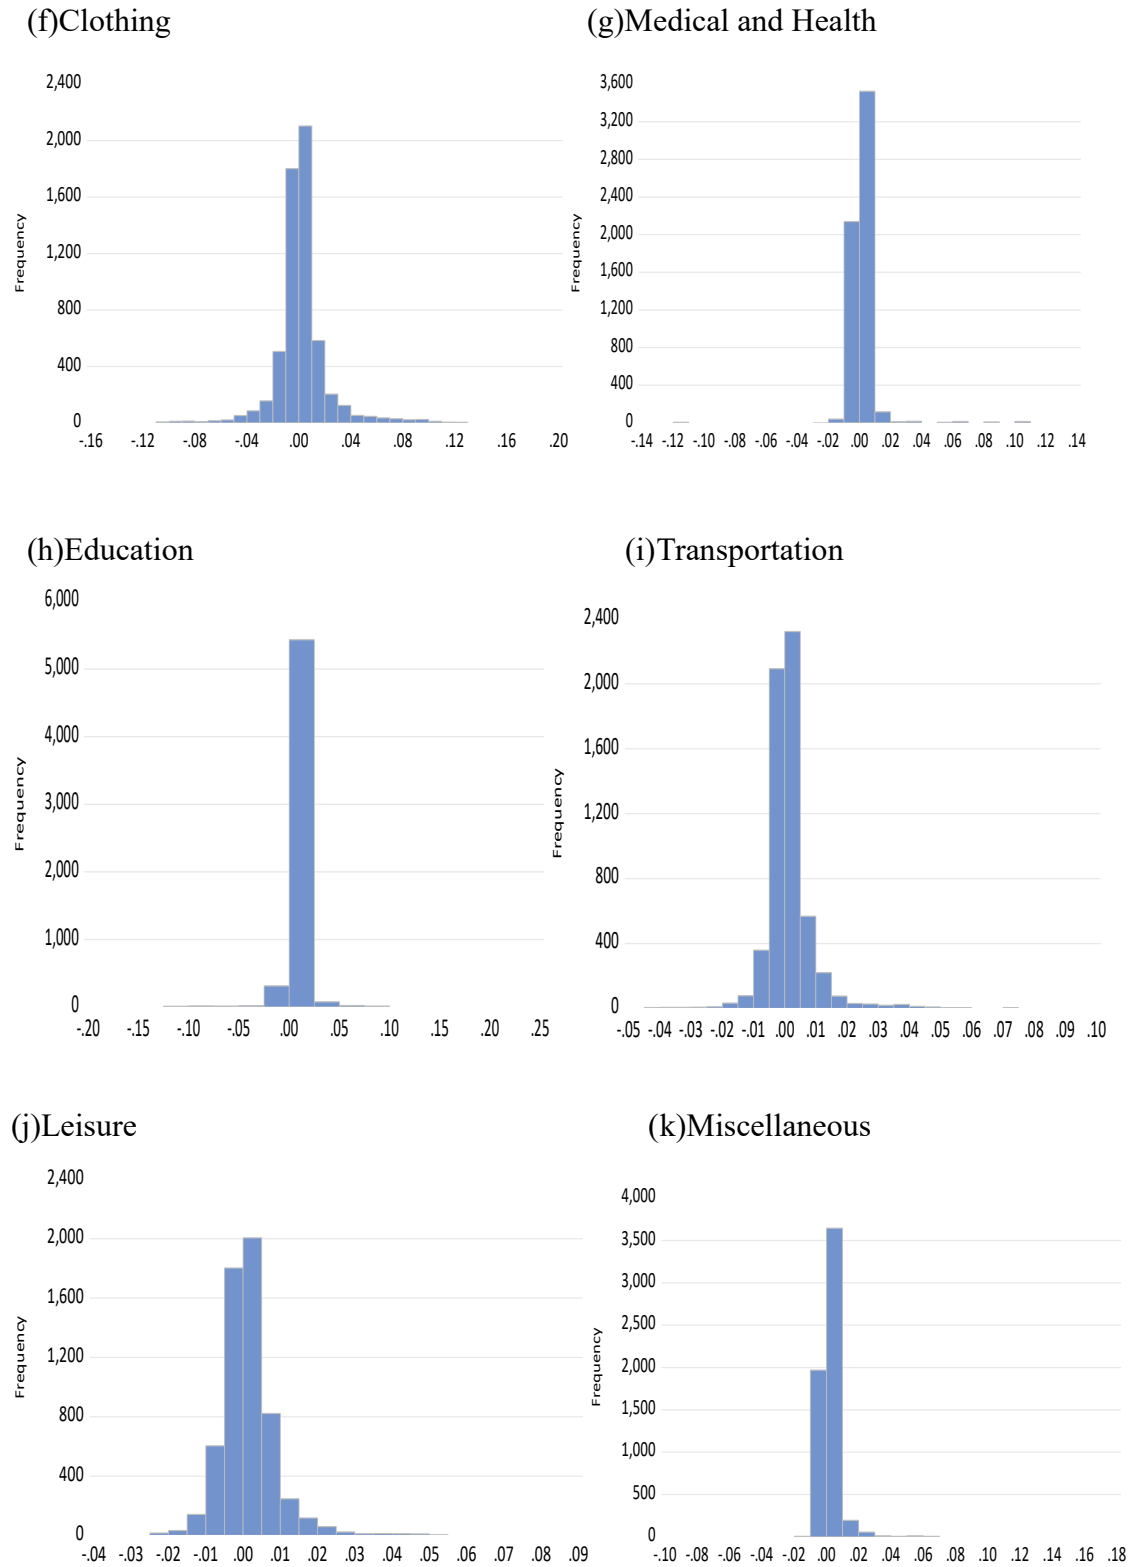 (f)Clothing
2,400
2,000
1,600
1,200
800
400
0
Frequency
-.16 -.12 -.08 -.04 .00 .04 .08 .12 .16 .20
(g)Medical and Health
3,600
3,200
2,800
2,400
2,000
1,600
1,200
800
400
0
Frequency
-.14 -.12 -.10 -.08 -.06 -.04 -.02 .00 .02 .04 .06 .08 .10 .12 .14
(h)Education
6,000
5,000
4,000
3,000
2,000
1,000
0
Frequency
-.20 -.15 -.10 -.05 .00 .05 .10 .15 .20 .25
(i)Transportation
2,400
2,000
1,600
1,200
800
400
0
Frequency
-.05 -.04 -.03 -.02 -.01 .00 .01 .02 .03 .04 .05 .06 .07 .08 .09 .10
(j)Leisure
2,400
2,000
1,600
1,200
800
400
0
Frequency
-.04 -.03 -.02 -.01 .00 .01 .02 .03 .04 .05 .06 .07 .08 .09
(k)Miscellaneous
4,000
3,500
3,000
2,500
2,000
1,500
1,000
500
0
Frequency
-.10 -.08 -.06 -.04 -.02 .00 .02 .04 .06 .08 .10 .12 .14 .16 .18